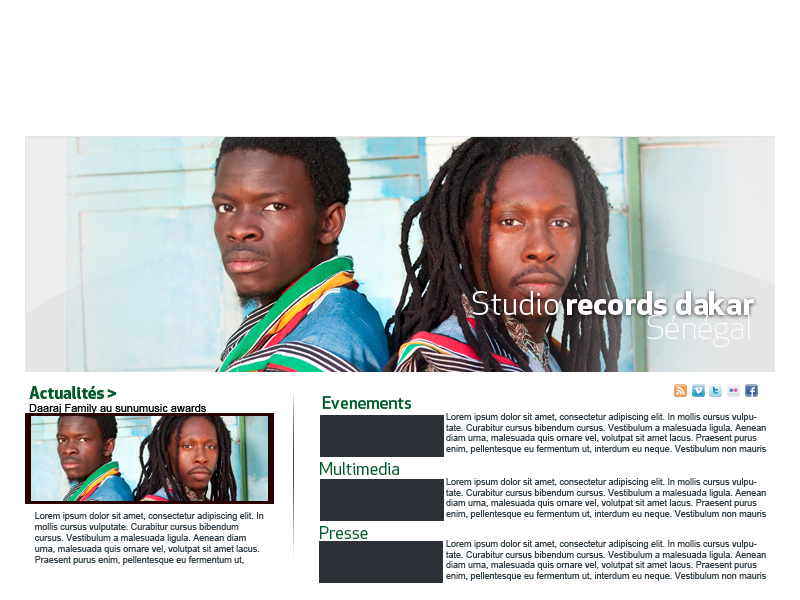 Studio records dakar
Sénégal
Actualités >
Daaraj Family au sunumusic awards
Lorem ipsum dolor sit amet, consectetur adipiscing elit. In
mollis cursus vulputate. Curabitur cursus bibendum
cursus. Vestibulum a malesuada ligula. Aenean diam
urna, malesuada quis ornare vel, volutpat sit amet lacus.
Praesent purus enim, pellentesque eu fermentum ut,
Evenements
Lorem ipsum dolor sit amet, consectetur adipiscing elit. In mollis cursus vulpu-
tate. Curabitur cursus bibendum cursus. Vestibulum a malesuada ligula. Aenean
diam urna, malesuada quis ornare vel, volutpat sit amet lacus. Praesent purus
enim, pellentesque eu fermentum ut, interdum eu neque. Vestibulum non mauris
Multimedia
Lorem ipsum dolor sit amet, consectetur adipiscing elit. In mollis cursus vulpu-
tate. Curabitur cursus bibendum cursus. Vestibulum a malesuada ligula. Aenean
diam urna, malesuada quis ornare vel, volutpat sit amet lacus. Praesent purus
enim, pellentesque eu fermentum ut, interdum eu neque. Vestibulum non mauris
Presse
Lorem ipsum dolor sit amet, consectetur adipiscing elit. In mollis cursus vulpu-
tate. Curabitur cursus bibendum cursus. Vestibulum a malesuada ligula. Aenean
diam urna, malesuada quis ornare vel, volutpat sit amet lacus. Praesent purus
enim, pellentesque eu fermentum ut, interdum eu neque. Vestibulum non mauris